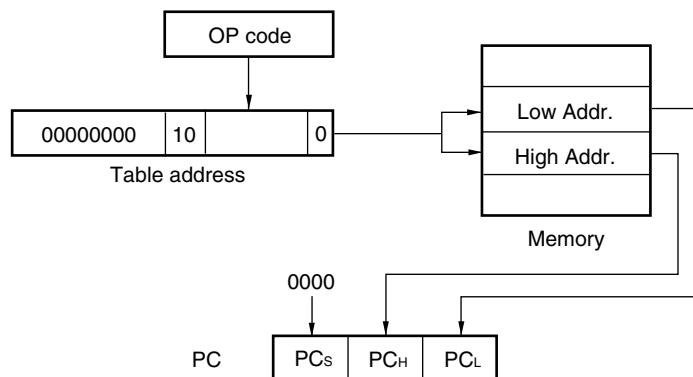 OP code
00000000 10 0
Table address
Low Addr.
High Addr.
Memory
0000
PC PCS PCH PCL